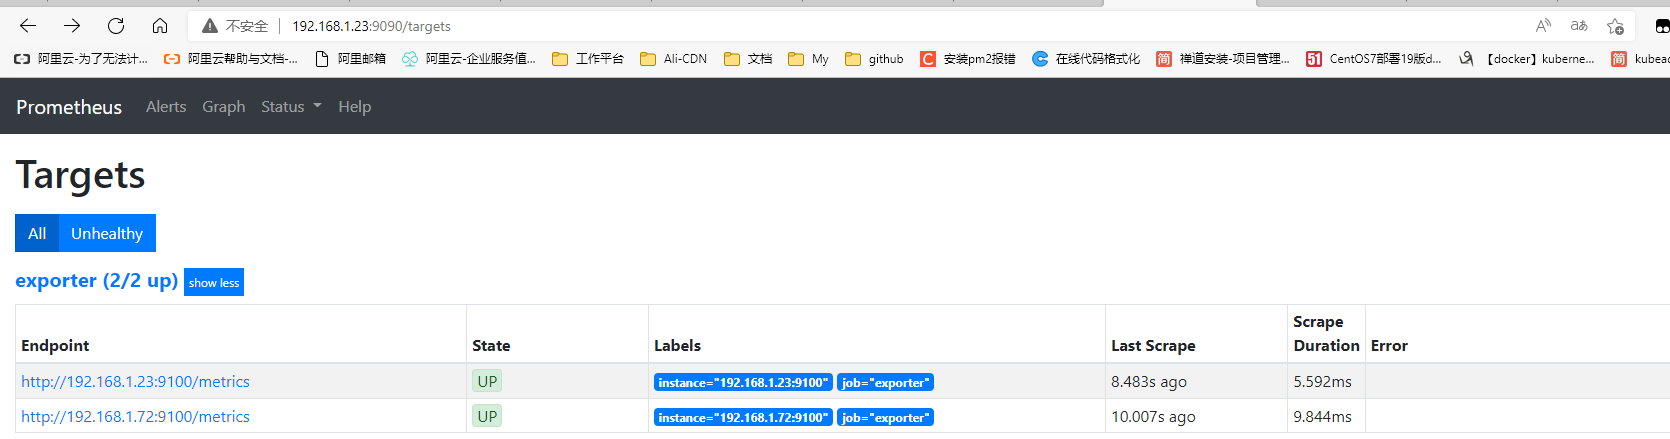 不安全 192.168.1.23:9090/targets
阿里云-为了无法计... 阿里云帮助与文档-... 阿里邮箱 阿里云-企业服务值... 工作平台 Ali-CDN 文档 My github 安装pm2报错 在线代码格式化 禅道安装-项目管理... CentOS7部署19版d... 【docker】kuberne... kubead
Prometheus Alerts Graph Status Help
Targets
All Unhealthy
exporter (2/2 up) show less
Endpoint State Labels Last Scrape Scrape Duration Error
http://192.168.1.23:9100/metrics UP instance="192.168.1.23:9100" job="exporter" 8.483s ago 5.592ms
http://192.168.1.72:9100/metrics UP instance="192.168.1.72:9100" job="exporter" 10.007s ago 9.844ms